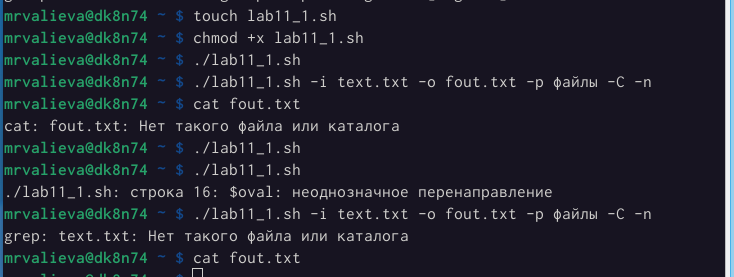 mrvalieva@dk8n74 ~ $ touch lab11_1.sh
mrvalieva@dk8n74 ~ $ chmod +x lab11_1.sh
mrvalieva@dk8n74 ~ $ ./lab11_1.sh
mrvalieva@dk8n74 ~ $ ./lab11_1.sh -i text.txt -o fout.txt -p файлы -C -n
mrvalieva@dk8n74 ~ $ cat fout.txt
cat: fout.txt: Нет такого файла или каталога
mrvalieva@dk8n74 ~ $ ./lab11_1.sh
mrvalieva@dk8n74 ~ $ ./lab11_1.sh
./lab11_1.sh: строка 16: $oval: неоднозначное перенаправление
mrvalieva@dk8n74 ~ $ ./lab11_1.sh -i text.txt -o fout.txt -p файлы -C -n
grep: text.txt: Нет такого файла или каталога
mrvalieva@dk8n74 ~ $ cat fout.txt